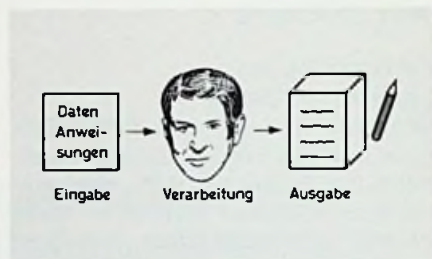 Daten
Anwei-
sungen
Eingabe
Verarbeitung
Ausgabe